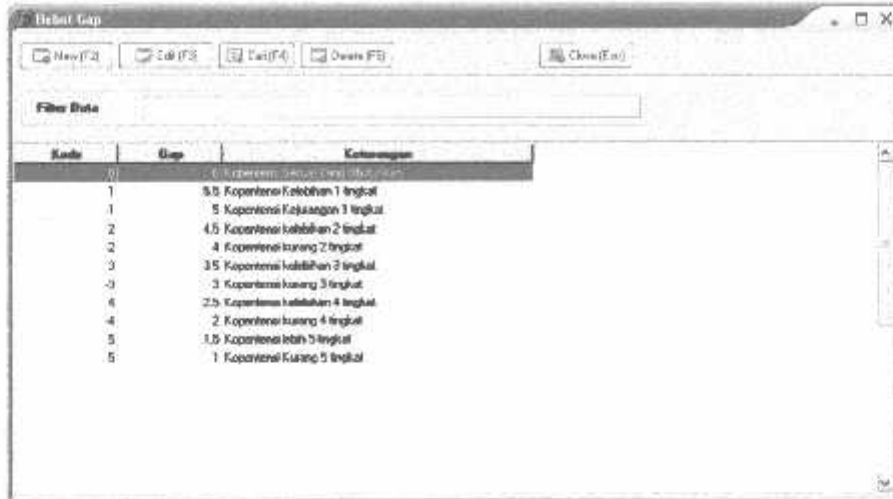 Bobot Gap
New (F2) Edit (F3) Cari (F4) Delete (F5) Close (Esc)
Filter Data
Kode Gap Keterangan
0 6
1 5.5 Kopentensi Kelebihan 1 tingkat
1 5 Kopentensi Kekurangan 1 tingkat
2 4.5 Kopentensi kelebihan 2 tingkat
2 4 Kopentensi kurang 2 tingkat
3 3.5 Kopentensi kelebihan 3 tingkat
-3 3 Kopentensi kurang 3 tingkat
4 2.5 Kopentensi kelebihan 4 tingkat
-4 2 Kopentensi kurang 4 tingkat
5 1.5 Kopentensi lebih 5 tingkat
5 1 Kopentensi Kurang 5 tingkat